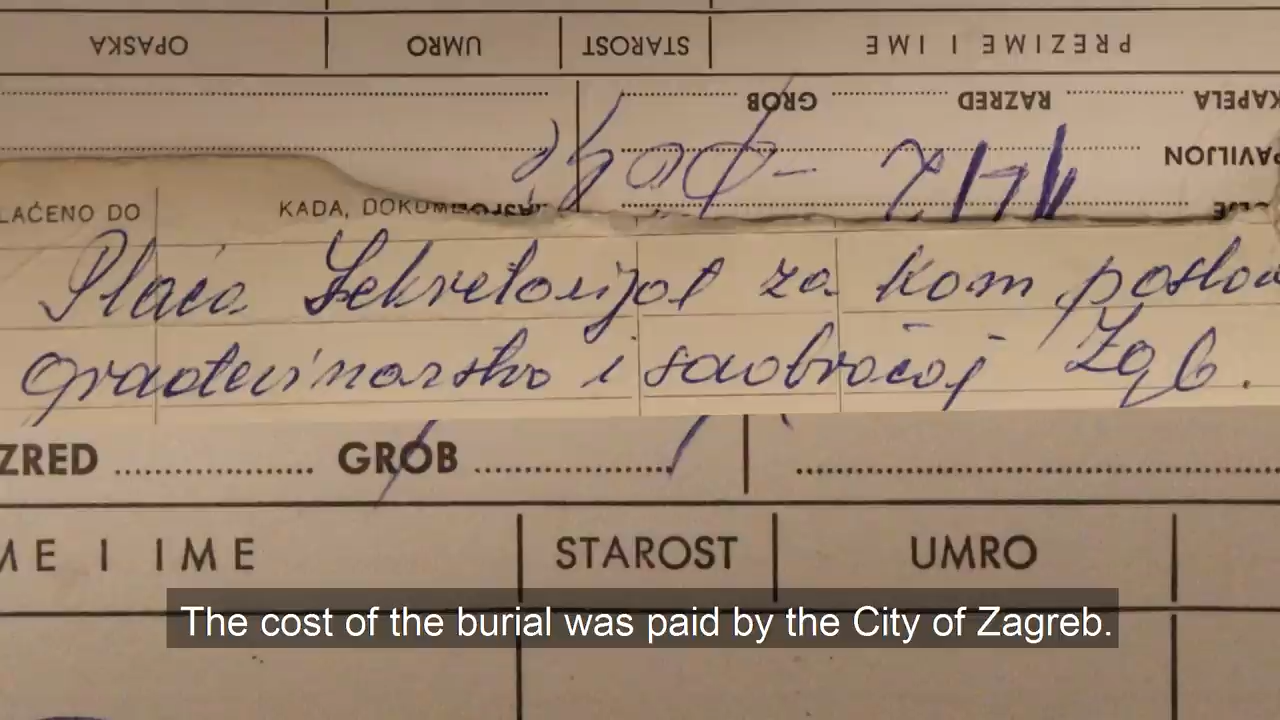 PREZIME I IME STAROST UMRO OPASKA
KAPELA RAZRED GROB
PAVILJON
LAĆENO DO KADA, DOKUM
Plaća Sekretarijat za kom poslov
građevinarstvo i saobraćaj Zgb.
ZRED GROB
ME I IME STAROST UMRO
The cost of the burial was paid by the City of Zagreb.